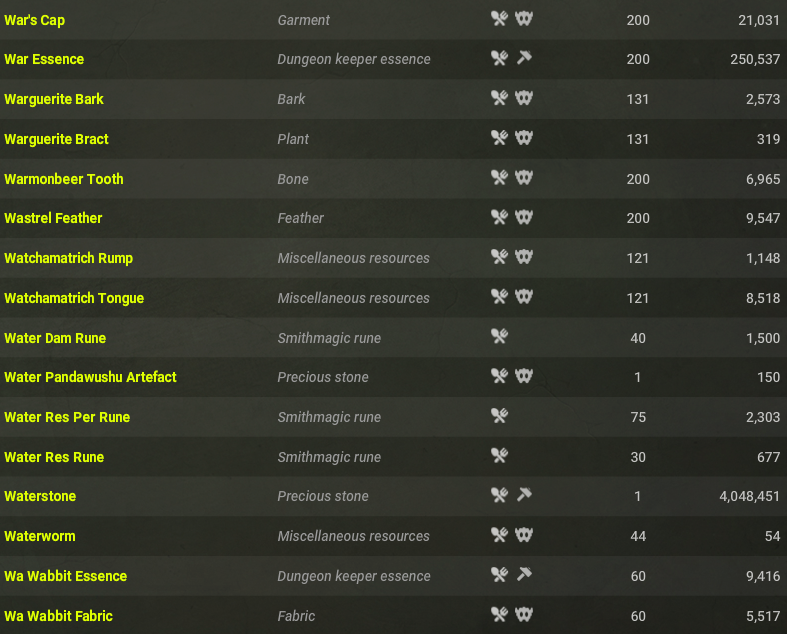 War's Cap Garment 200 21,031
War Essence Dungeon keeper essence 200 250,537
Warguerite Bark Bark 131 2,573
Warguerite Bract Plant 131 319
Warmonbeer Tooth Bone 200 6,965
Wastrel Feather Feather 200 9,547
Watchamatrich Rump Miscellaneous resources 121 1,148
Watchamatrich Tongue Miscellaneous resources 121 8,518
Water Dam Rune Smithmagic rune 40 1,500
Water Pandawushu Artefact Precious stone 1 150
Water Res Per Rune Smithmagic rune 75 2,303
Water Res Rune Smithmagic rune 30 677
Waterstone Precious stone 1 4,048,451
Waterworm Miscellaneous resources 44 54
Wa Wabbit Essence Dungeon keeper essence 60 9,416
Wa Wabbit Fabric Fabric 60 5,517